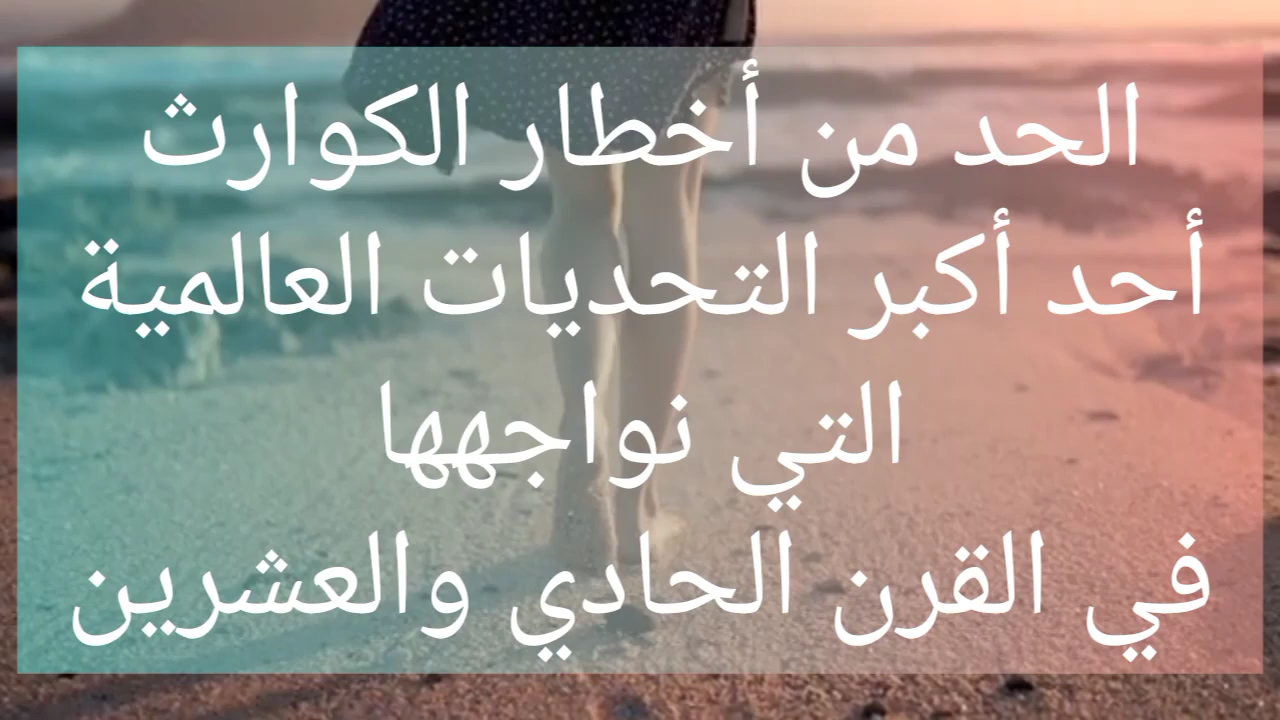 الحد من أخطار الكوارث
أحد أكبر التحديات العالمية
التي نواجهها
في القرن الحادي والعشرين